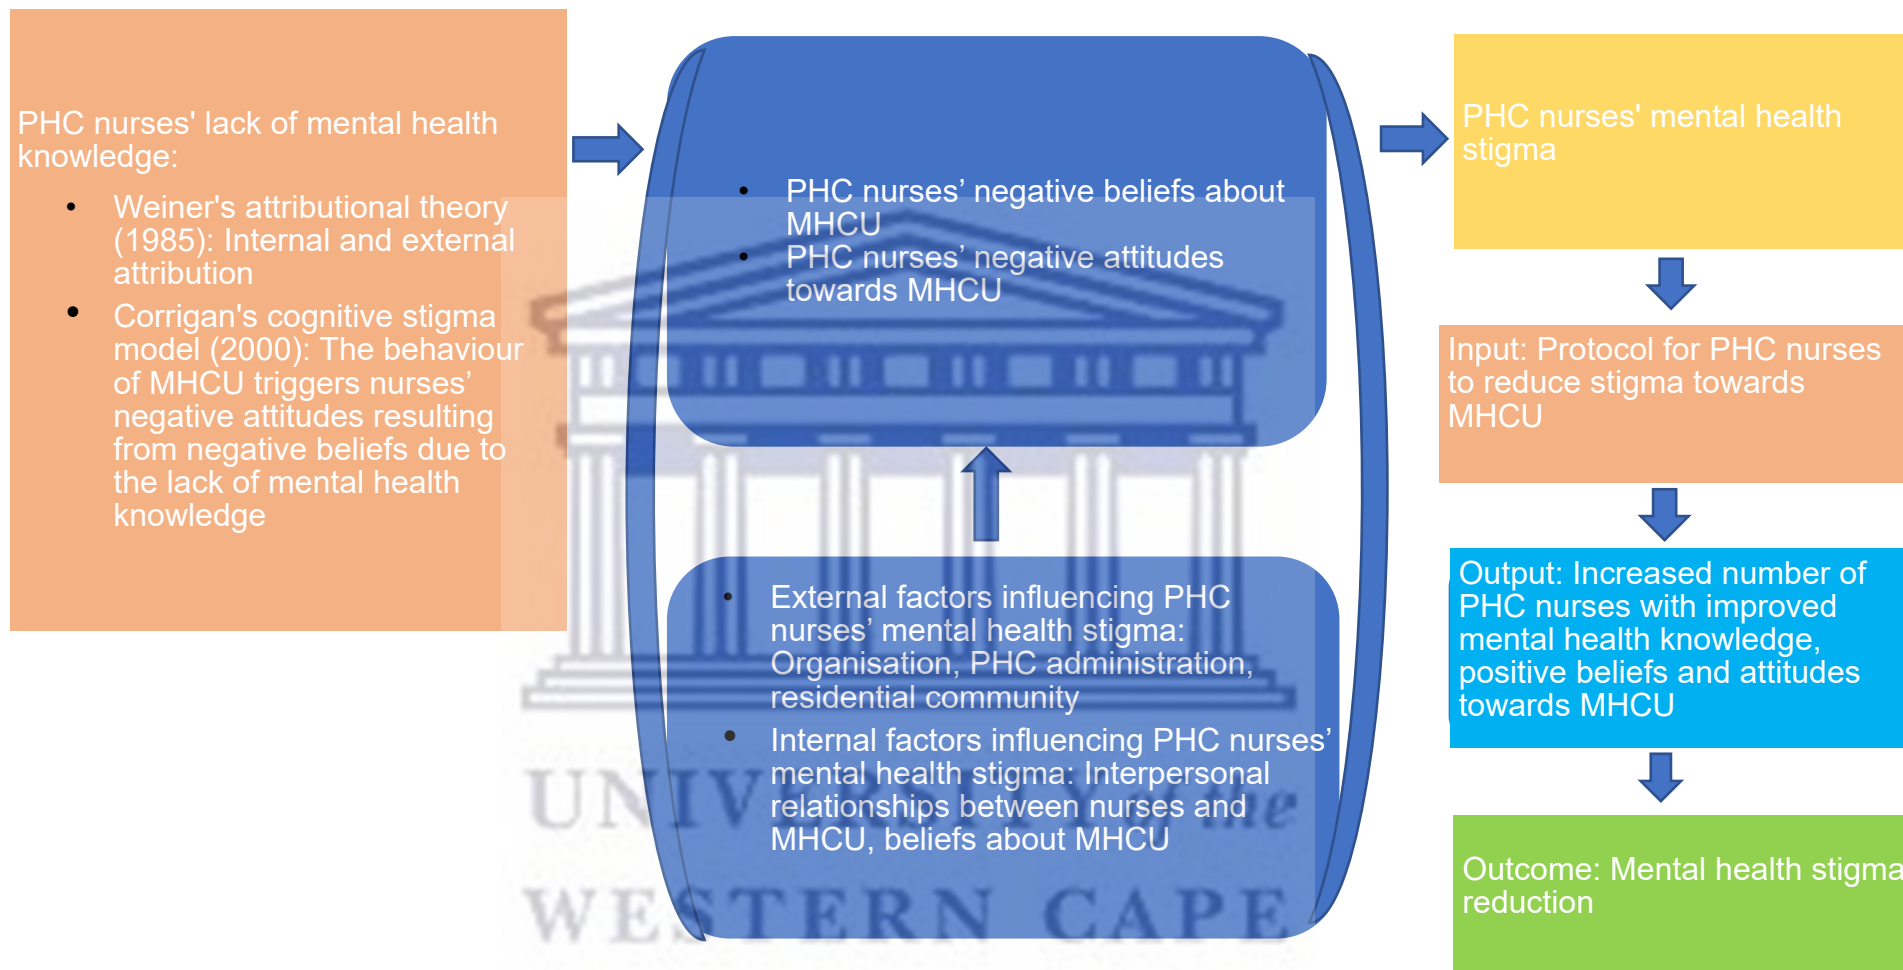 PHC nurses' lack of mental health
knowledge:
• Weiner's attributional theory
(1985): Internal and external
attribution
• Corrigan's cognitive stigma
model (2000): The behaviour
of MHCU triggers nurses’
negative attitudes resulting
from negative beliefs due to
the lack of mental health
knowledge
• PHC nurses’ negative beliefs about
MHCU
• PHC nurses’ negative attitudes
towards MHCU
• External factors influencing PHC
nurses’ mental health stigma:
Organisation, PHC administration,
residential community
• Internal factors influencing PHC nurses’
mental health stigma: Interpersonal
relationships between nurses and
MHCU, beliefs about MHCU
PHC nurses' mental health
stigma
Input: Protocol for PHC nurses
to reduce stigma towards
MHCU
Output: Increased number of
PHC nurses with improved
mental health knowledge,
positive beliefs and attitudes
towards MHCU
Outcome: Mental health stigma
reduction
UNIVERSITY of the
WESTERN CAPE